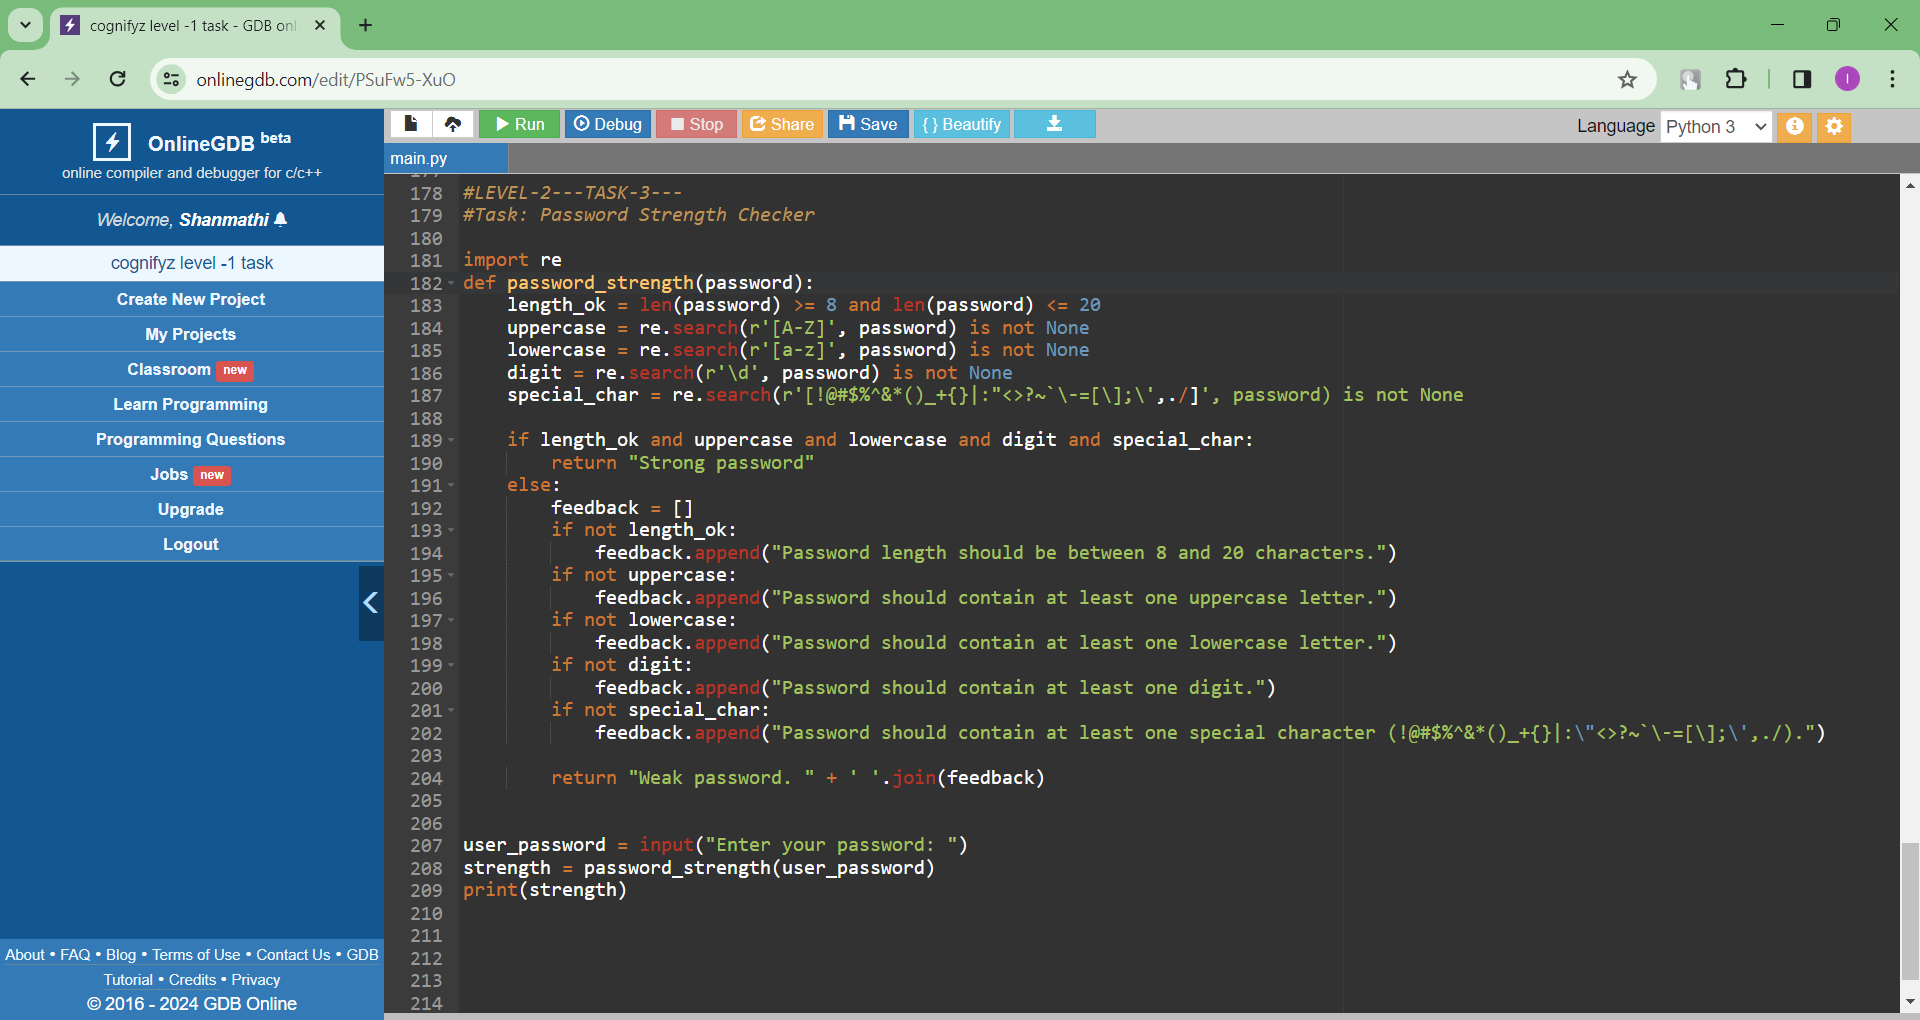 cognifyz level -1 task - GDB onl
onlinegdb.com/edit/PSuFw5-XuO
I
OnlineGDB beta
online compiler and debugger for c/c++
Welcome, Shanmathi
cognifyz level -1 task
Create New Project
My Projects
Classroom new
Learn Programming
Programming Questions
Jobs new
Upgrade
Logout
About • FAQ • Blog • Terms of Use • Contact Us • GDB
Tutorial • Credits • Privacy
© 2016 - 2024 GDB Online
Run Debug Stop Share Save {} Beautify
Language Python 3
main.py
177
178 #LEVEL-2---TASK-3---
179 #Task: Password Strength Checker
180
181 import re
182 def password_strength(password):
183     length_ok = len(password) >= 8 and len(password) <= 20
184     uppercase = re.search(r'[A-Z]', password) is not None
185     lowercase = re.search(r'[a-z]', password) is not None
186     digit = re.search(r'\d', password) is not None
187     special_char = re.search(r'[!@#$%^&*()_+{}|:"<>?~`\-=[\];\',./]', password) is not None
188
189     if length_ok and uppercase and lowercase and digit and special_char:
190         return "Strong password"
191     else:
192         feedback = []
193         if not length_ok:
194             feedback.append("Password length should be between 8 and 20 characters.")
195         if not uppercase:
196             feedback.append("Password should contain at least one uppercase letter.")
197         if not lowercase:
198             feedback.append("Password should contain at least one lowercase letter.")
199         if not digit:
200             feedback.append("Password should contain at least one digit.")
201         if not special_char:
202             feedback.append("Password should contain at least one special character (!@#$%^&*()_+{}|:\"<>?~`\-=[\];\',./).")
203
204         return "Weak password. " + ' '.join(feedback)
205
206
207 user_password = input("Enter your password: ")
208 strength = password_strength(user_password)
209 print(strength)
210
211
212
213
214